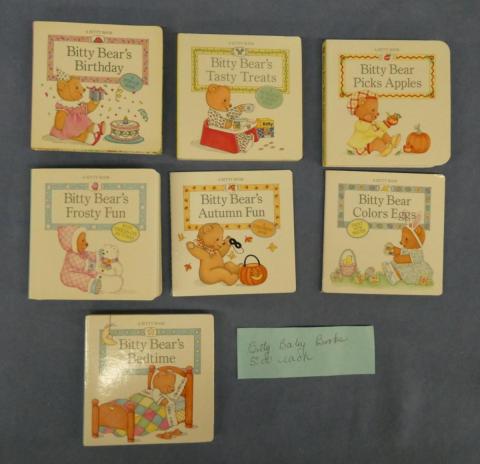 A BITTY BOOK
Bitty Bear's
Birthday
A BITTY BOOK
Bitty Bear's
Tasty Treats
A BITTY BOOK
Bitty Bear
Picks Apples
A BITTY BOOK
Bitty Bear's
Frosty Fun
A BITTY BOOK
Bitty Bear's
Autumn Fun
A BITTY BOOK
Bitty Bear
Colors Eggs
A BITTY BOOK
Bitty Bear's
Bedtime
Bitty Baby Books
5.00 each